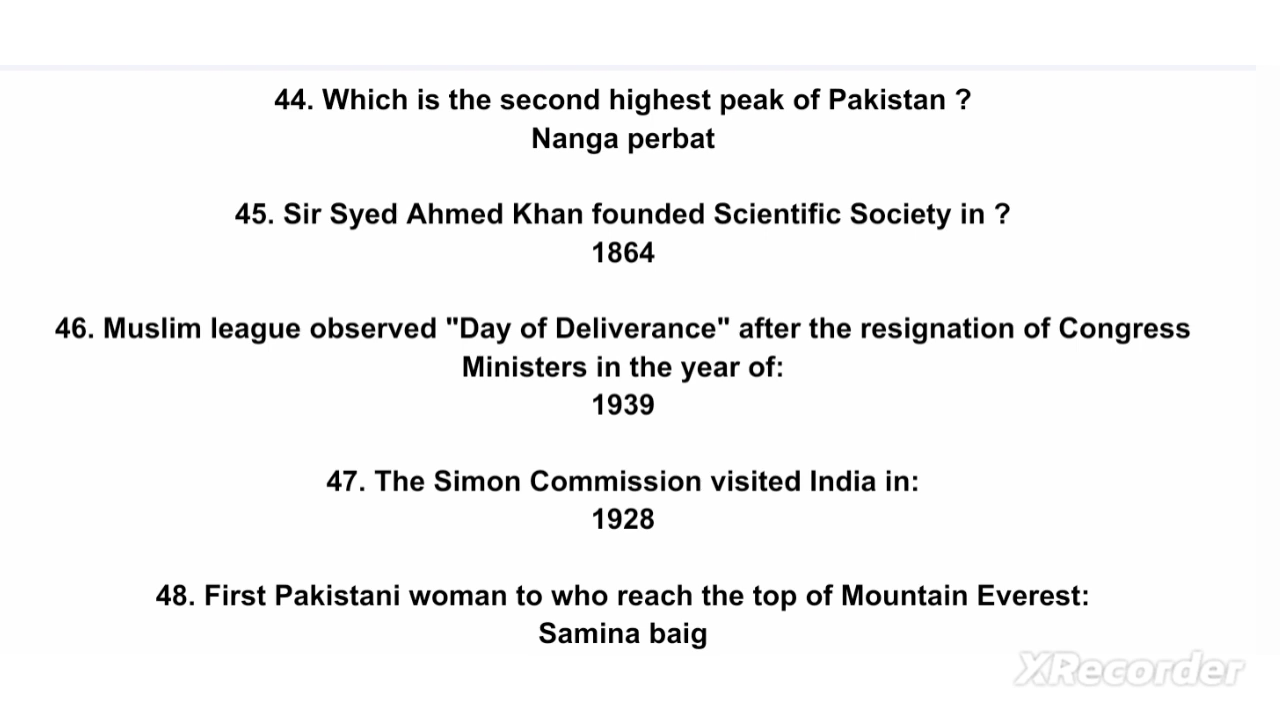 44. Which is the second highest peak of Pakistan ?
Nanga perbat
45. Sir Syed Ahmed Khan founded Scientific Society in ?
1864
46. Muslim league observed "Day of Deliverance" after the resignation of Congress
Ministers in the year of:
1939
47. The Simon Commission visited India in:
1928
48. First Pakistani woman to who reach the top of Mountain Everest:
Samina baig
XRecorder